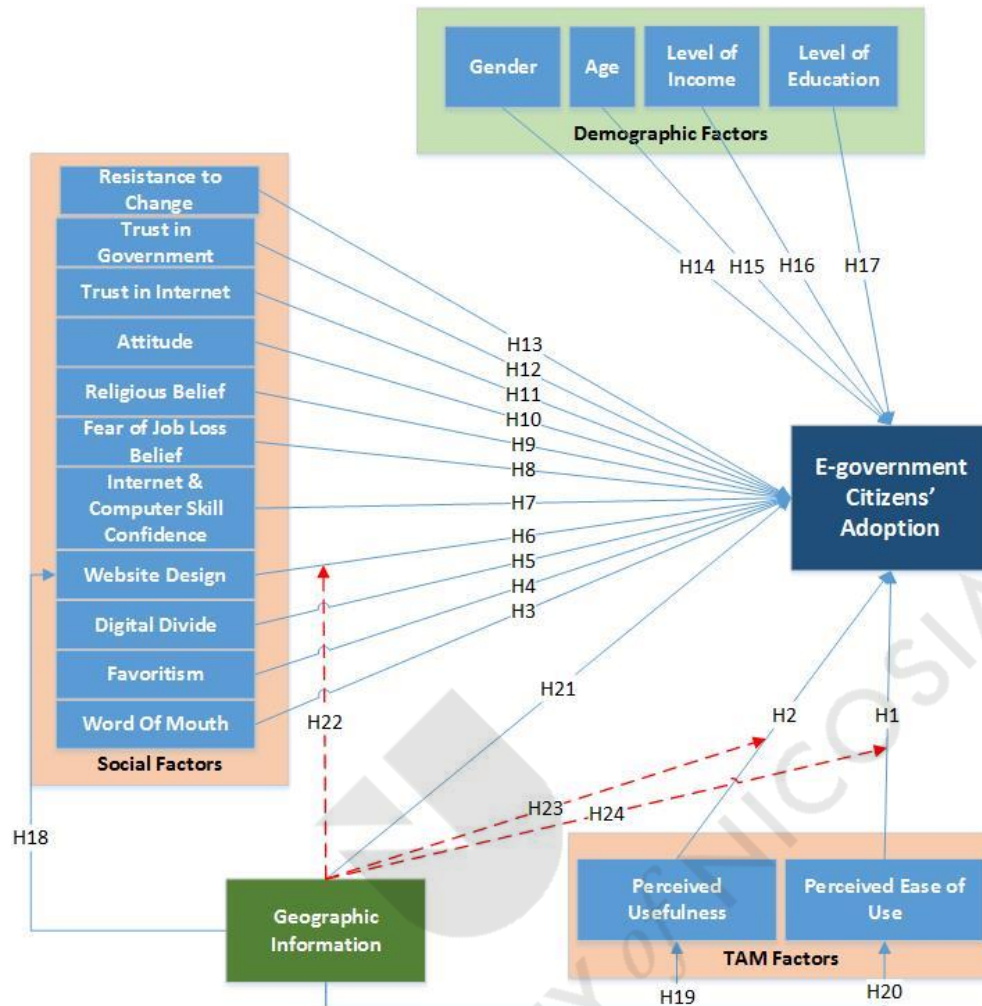 Gender
Age
Level of
Income
Level of
Education
Demographic Factors
Resistance to
Change
Trust in
Government
Trust in Internet
Attitude
Religious Belief
Fear of Job Loss
Belief
Internet &
Computer Skill
Confidence
Website Design
Digital Divide
Favoritism
Word Of Mouth
Social Factors
H14
H15
H16
H17
H13
H12
H11
H10
H9
H8
H7
H6
H5
H4
H3
E-government
Citizens’
Adoption
H21
H22
H2
H1
H23
H24
H18
Geographic
Information
Perceived
Usefulness
Perceived Ease of
Use
TAM Factors
H19
H20
of NICOSIA